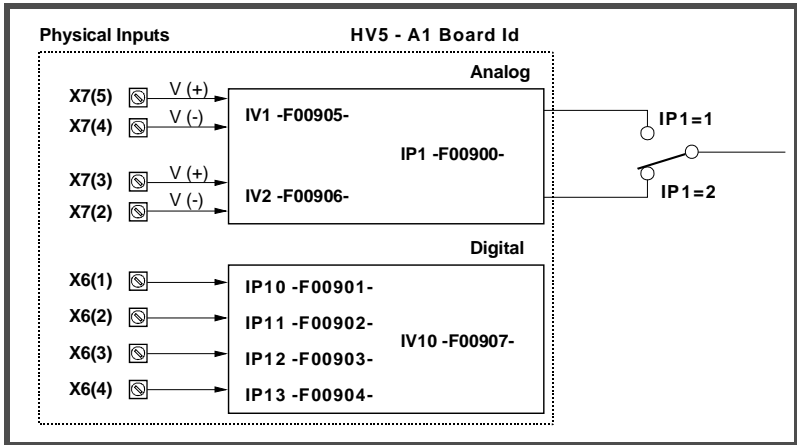 Physical Inputs HV5 - A1 Board Id
Analog
X7(5) V (+)
X7(4) V (-)
IV1 -F00905-
IP1=1
IP1 -F00900-
X7(3) V (+)
X7(2) V (-)
IV2 -F00906-
IP1=2
Digital
X6(1) IP10 -F00901-
X6(2) IP11 -F00902-
IV10 -F00907-
X6(3) IP12 -F00903-
X6(4) IP13 -F00904-